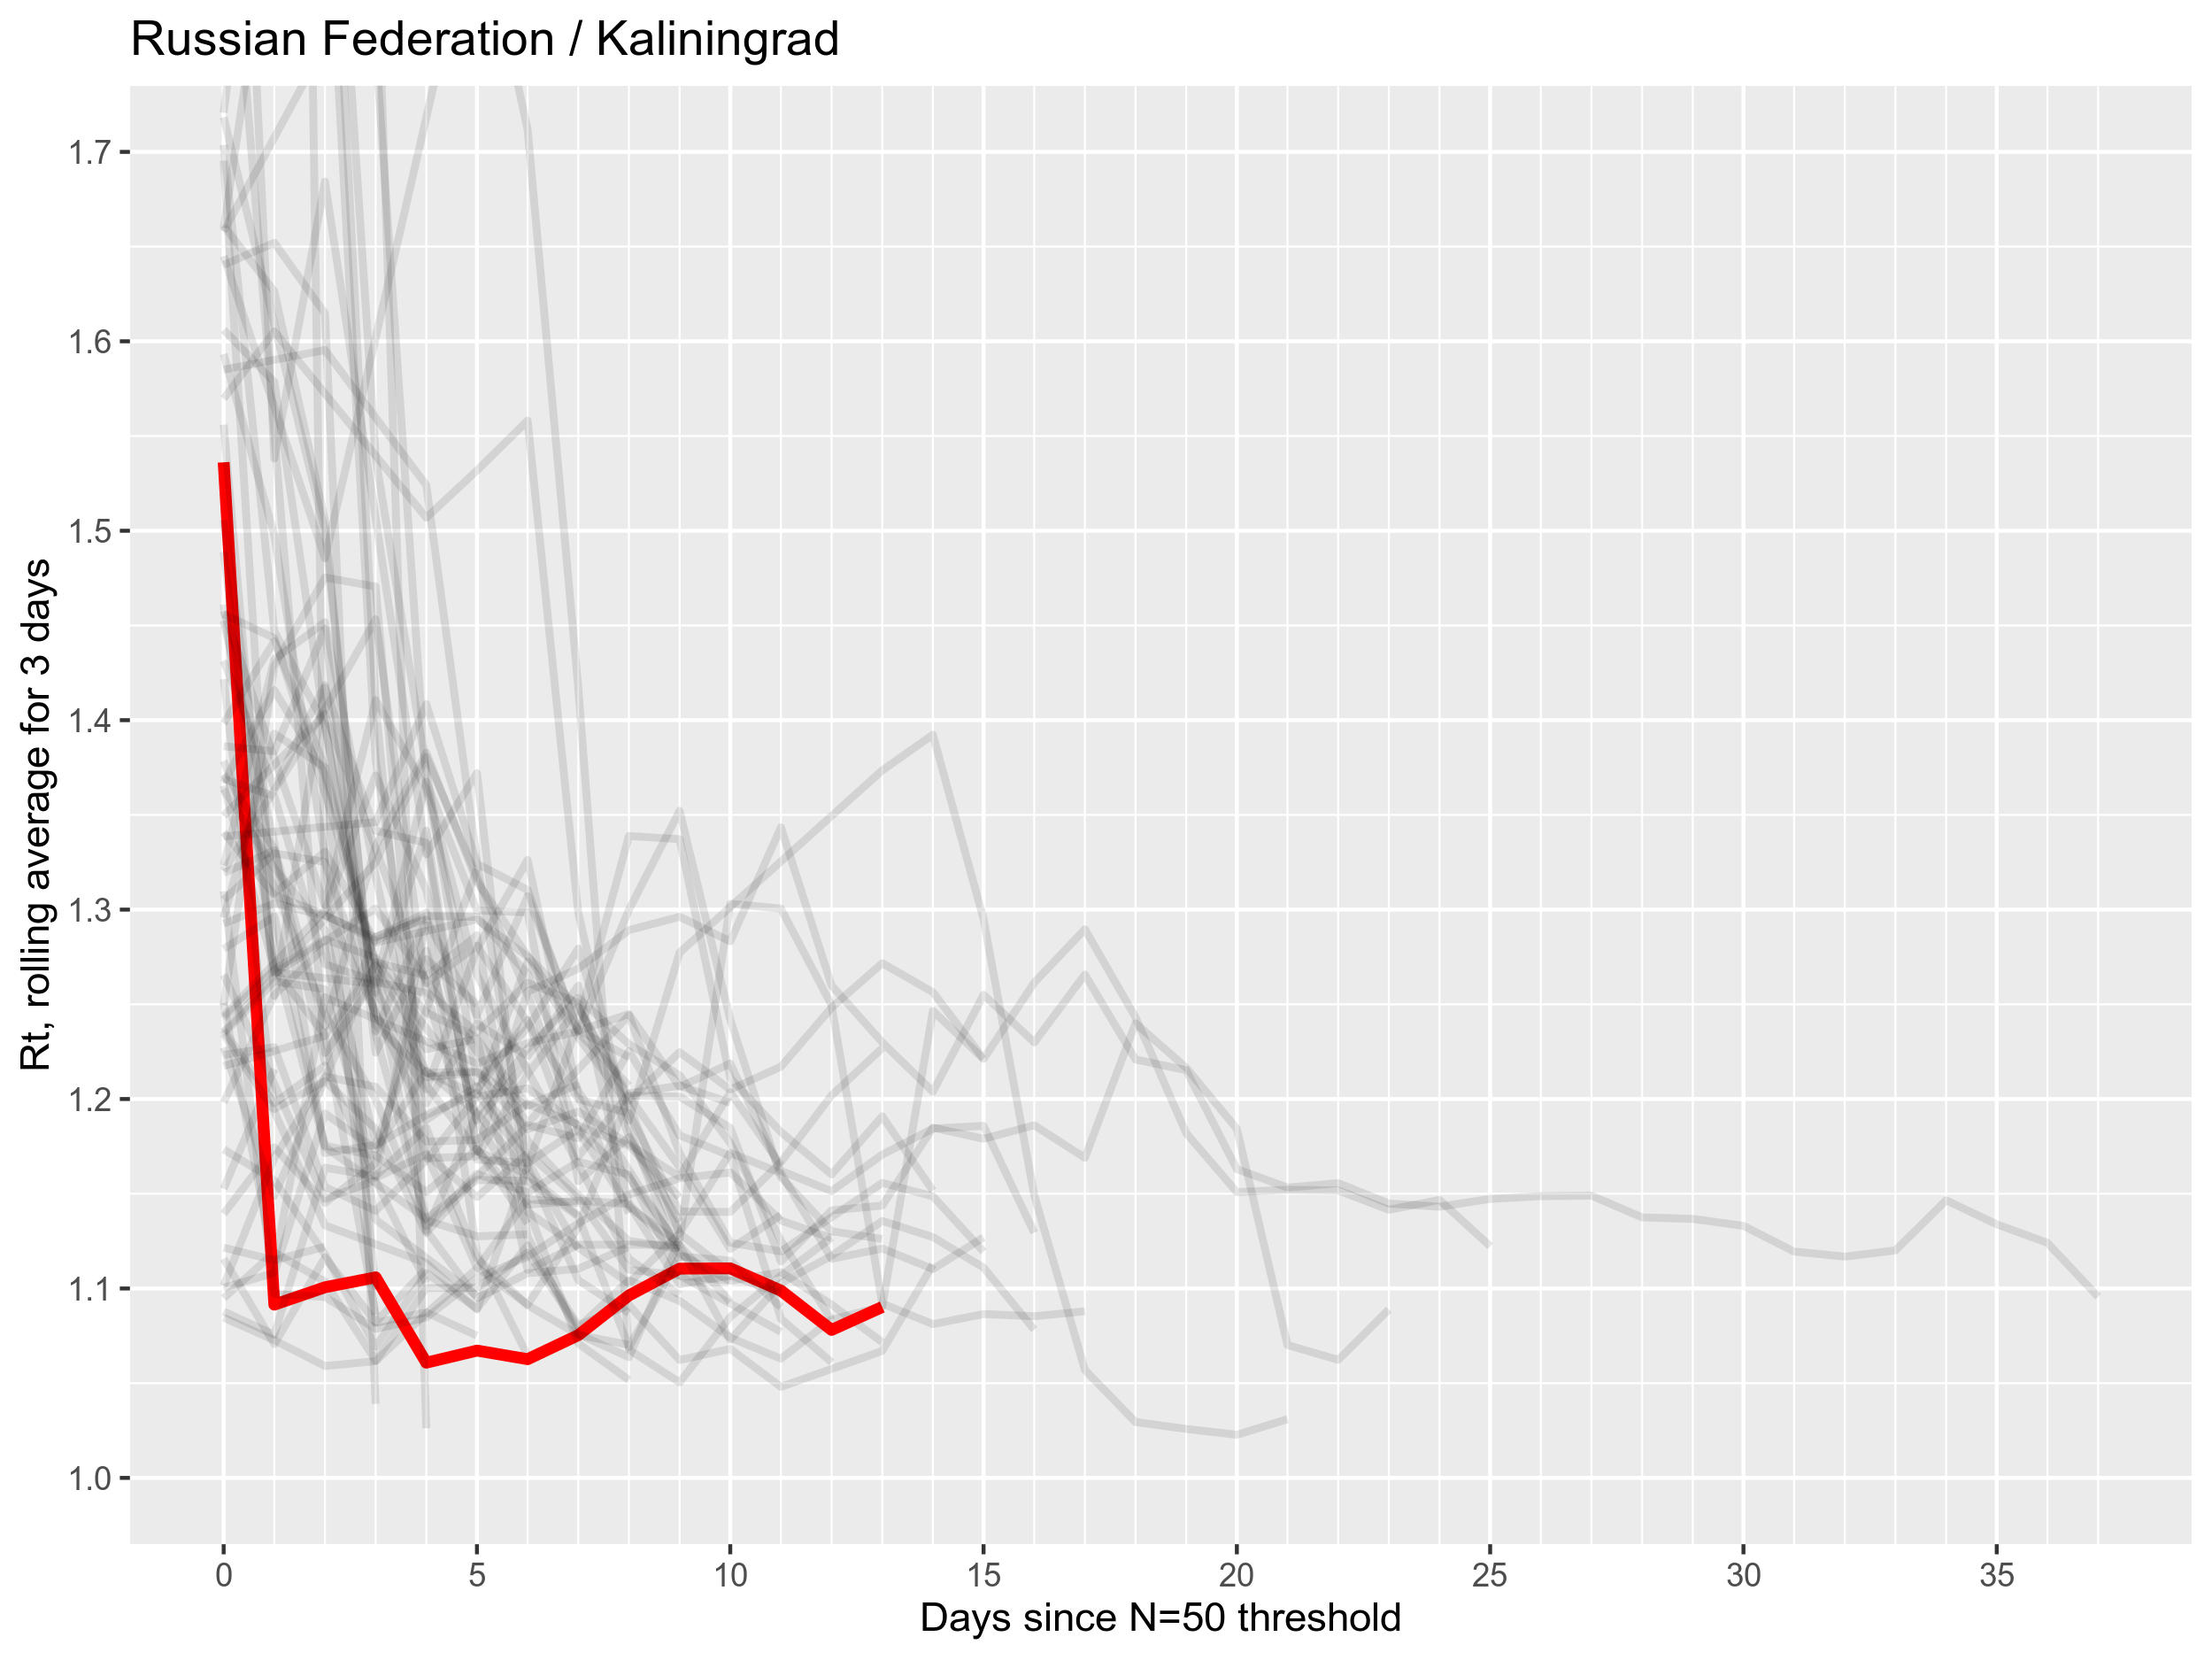 Russian Federation / Kaliningrad
Rt, rolling average for 3 days
1.7
1.6
1.5
1.4
1.3
1.2
1.1
1.0
0 5 10 15 20 25 30 35
Days since N=50 threshold